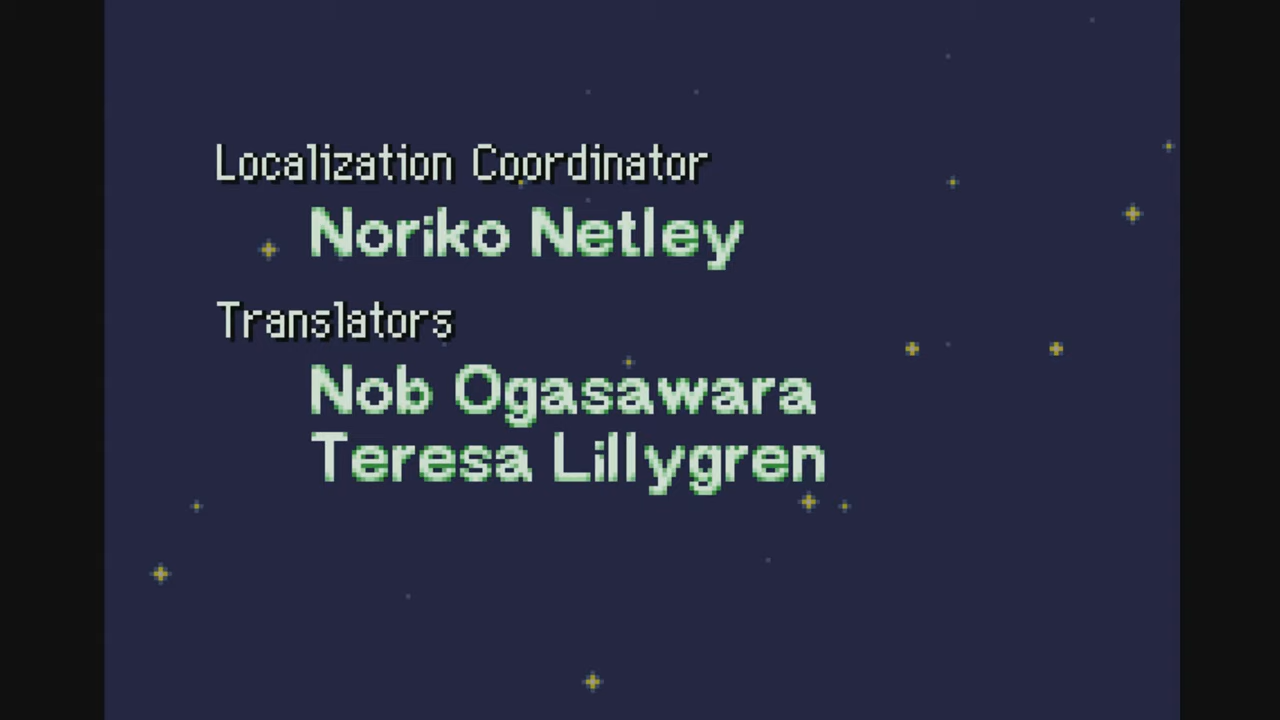 Localization Coordinator
Noriko Netley
Translators
Nob Ogasawara
Teresa Lillygren